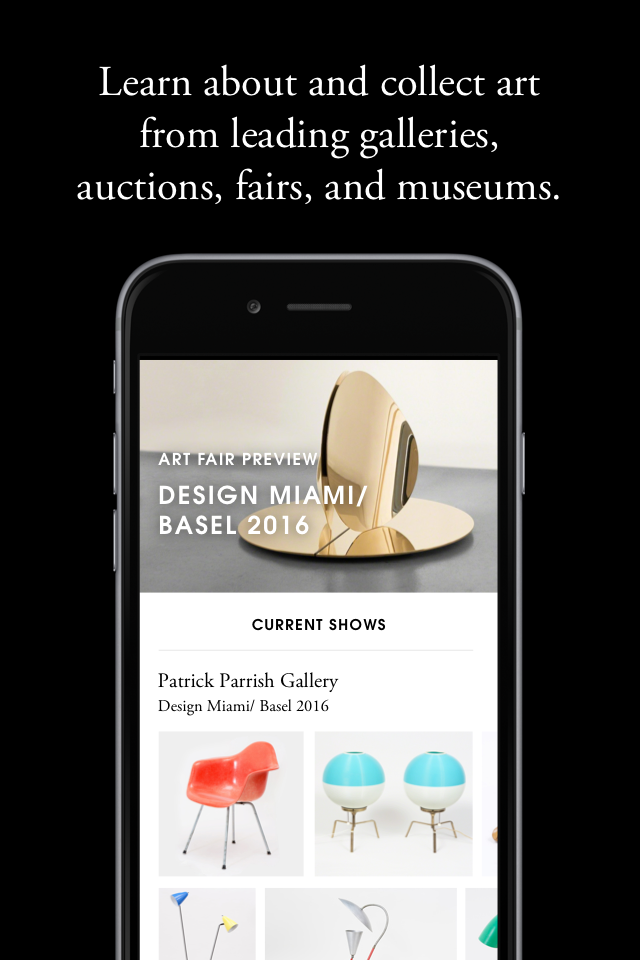 Learn about and collect art
from leading galleries,
auctions, fairs, and museums.
ART FAIR PREVIEW
DESIGN MIAMI/
BASEL 2016
CURRENT SHOWS
Patrick Parrish Gallery
Design Miami/ Basel 2016